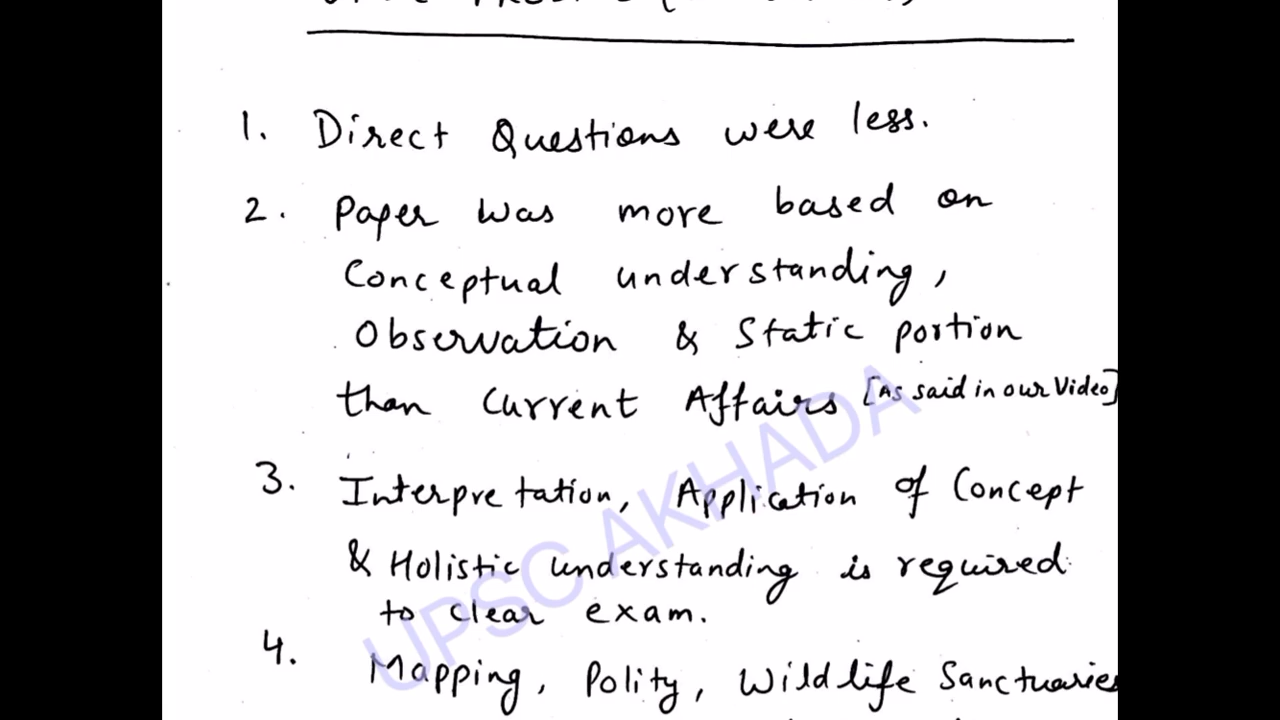 1. Direct Questions were less.
2. Paper was more based on
Conceptual understanding,
Observation & Static portion
than Current Affairs [As said in our Video]
3. Interpretation, Application of Concept
& Holistic understanding is required
to clear exam.
4. Mapping, Polity, Wildlife Sanctuaries
UPSC AKHADA